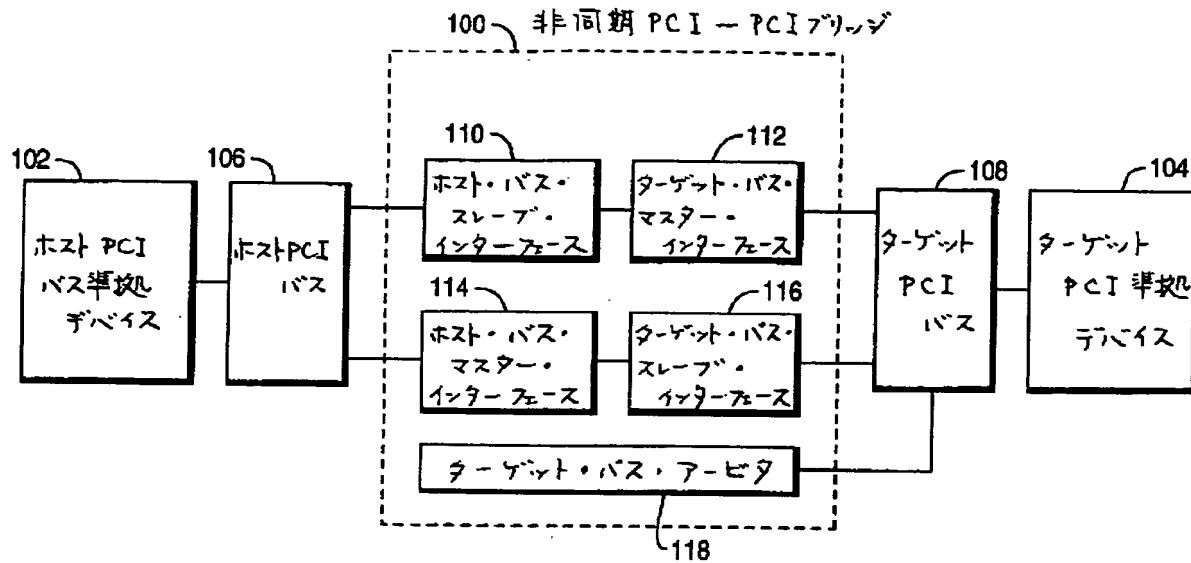 100
非同期PCI-PCIブリッジ
102
106
110
112
108
104
ホスト PCI
バス準拠
デバイス
ホストPCI
バス
ホスト・バス・
スレーブ・
インターフェース
ターゲット・バス・
マスター・
インターフェース
ターゲット
PCI
バス
ターゲット
PCI 準拠
デバイス
114
116
ホスト・バス・
マスター・
インターフェース
ターゲット・バス・
スレーブ・
インターフェース
ターゲット・バス・アービタ
118